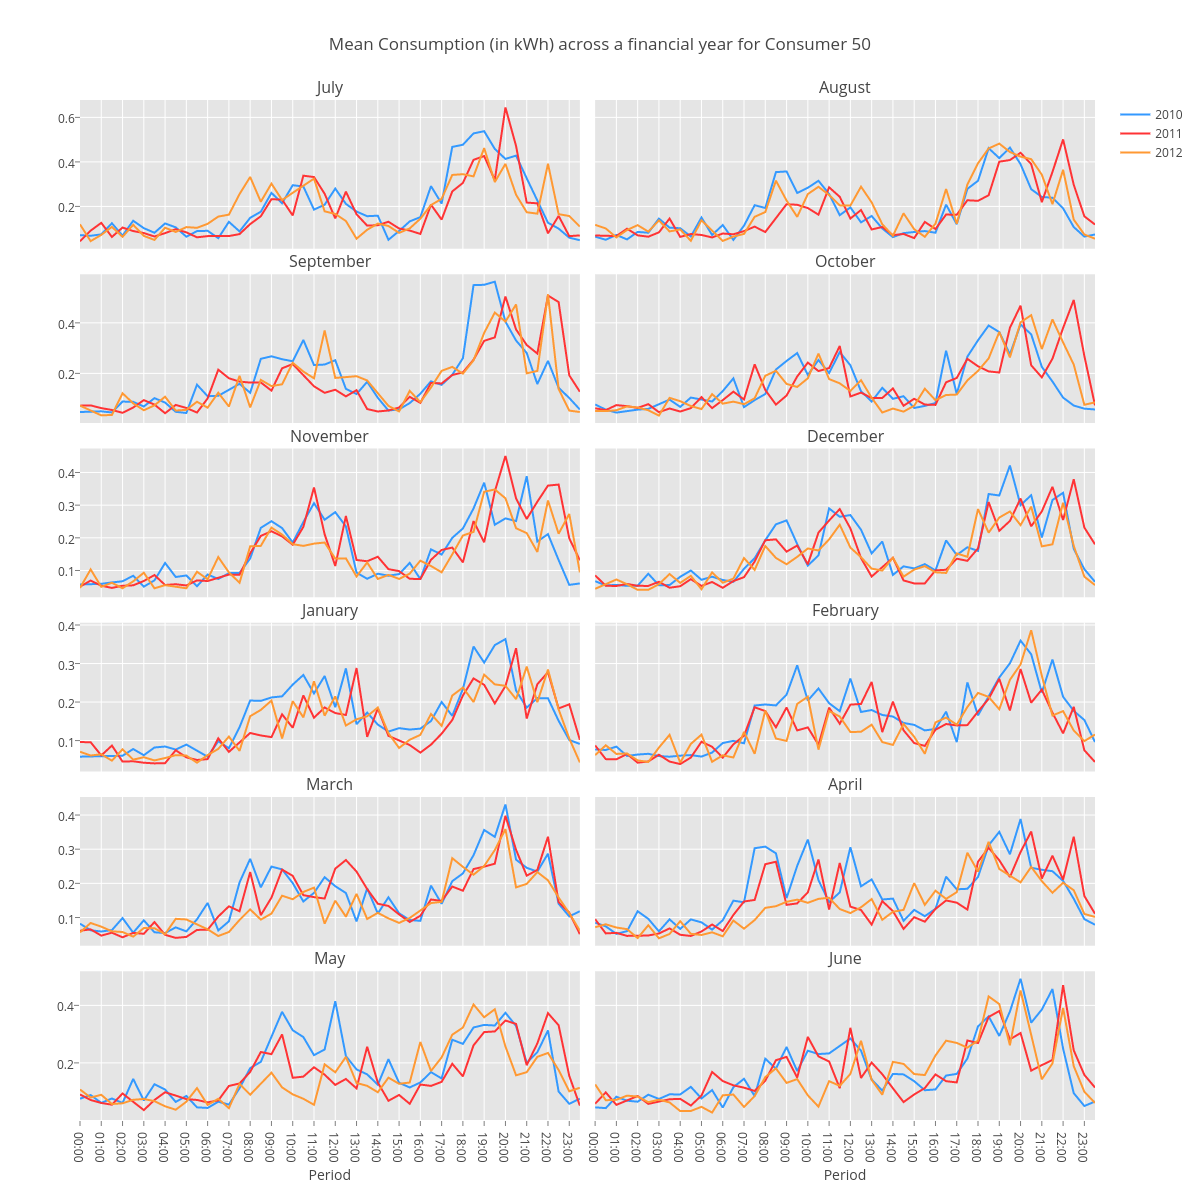 Mean Consumption (in kWh) across a financial year for Consumer 50
July
August
0.6
0.4
0.2
2010
2011
2012
September
October
0.4
0.2
November
December
0.4
0.3
0.2
0.1
January
February
0.4
0.3
0.2
0.1
March
April
0.4
0.3
0.2
0.1
May
June
0.4
0.2
00:00 01:00 02:00 03:00 04:00 05:00 06:00 07:00 08:00 09:00 10:00 11:00 12:00 13:00 14:00 15:00 16:00 17:00 18:00 19:00 20:00 21:00 22:00 23:00
00:00 01:00 02:00 03:00 04:00 05:00 06:00 07:00 08:00 09:00 10:00 11:00 12:00 13:00 14:00 15:00 16:00 17:00 18:00 19:00 20:00 21:00 22:00 23:00
Period
Period